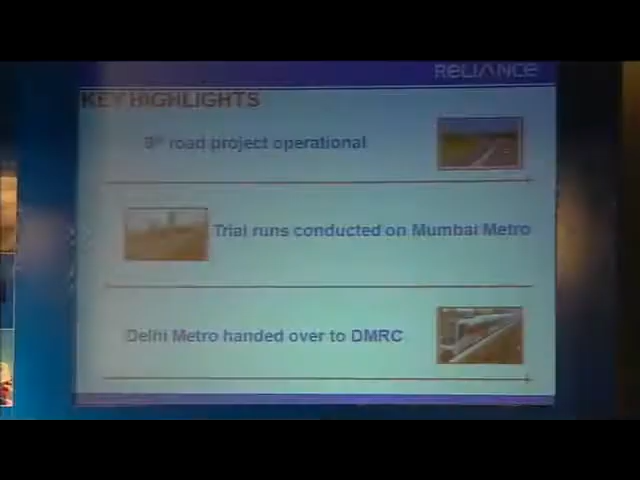 RELIANCE
KEY HIGHLIGHTS
road project operational
Trial runs conducted on Mumbai Metro
Delhi Metro handed over to DMRC